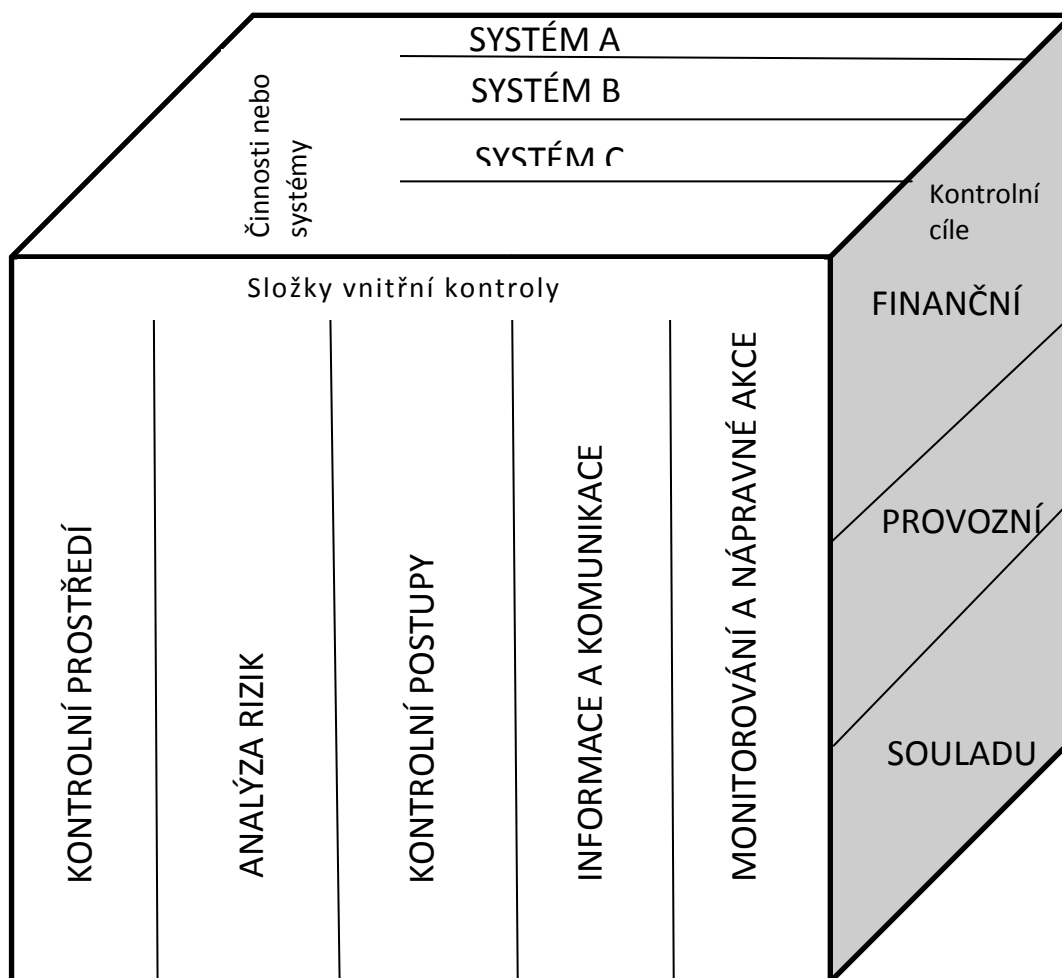 SYSTÉM A
SYSTÉM B
SYSTÉM C
Činnosti nebo
systémy
Kontrolní
cíle
Složky vnitřní kontroly
FINANČNÍ
PROVOZNÍ
SOULADU
KONTROLNÍ PROSTŘEDÍ
ANALÝZA RIZIK
KONTROLNÍ POSTUPY
INFORMACE A KOMUNIKACE
MONITOROVÁNÍ A NÁPRAVNÉ AKCE